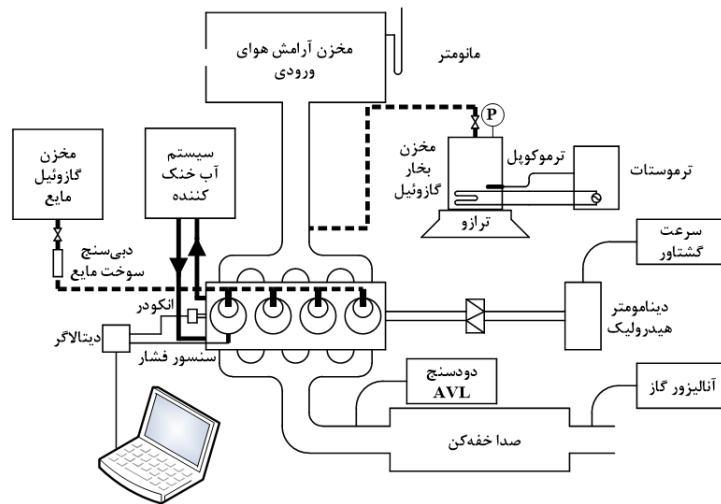 مخزن آرامش هوای
ورودی
مانومتر
P
مخزن
بخار
گازوئیل
ترموکوپل
ترموستات
ترازو
مخزن
گازوئیل
مایع
سیستم
آب خنک
کننده
دبی‌سنج
سوخت مایع
سرعت
گشتاور
انکودر
دیتالاگر
سنسور فشار
دینامومتر
هیدرولیک
دودسنج
AVL
آنالیزور گاز
صدا خفه‌کن